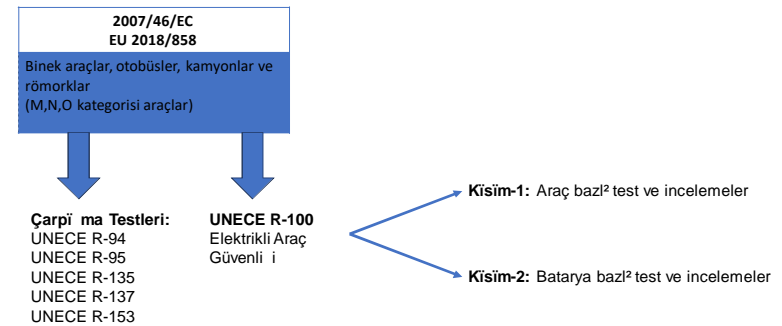 2007/46/EC
EU 2018/858
Binek araçlar, otobüsler, kamyonlar ve
römorklar
(M,N,O kategorisi araçlar)
Çarpï ma Testleri:
UNECE R-94
UNECE R-95
UNECE R-135
UNECE R-137
UNECE R-153
UNECE R-100
Elektrikli Araç
Güvenli i
Kïsïm-1: Araç bazl² test ve incelemeler
Kïsïm-2: Batarya bazl² test ve incelemeler